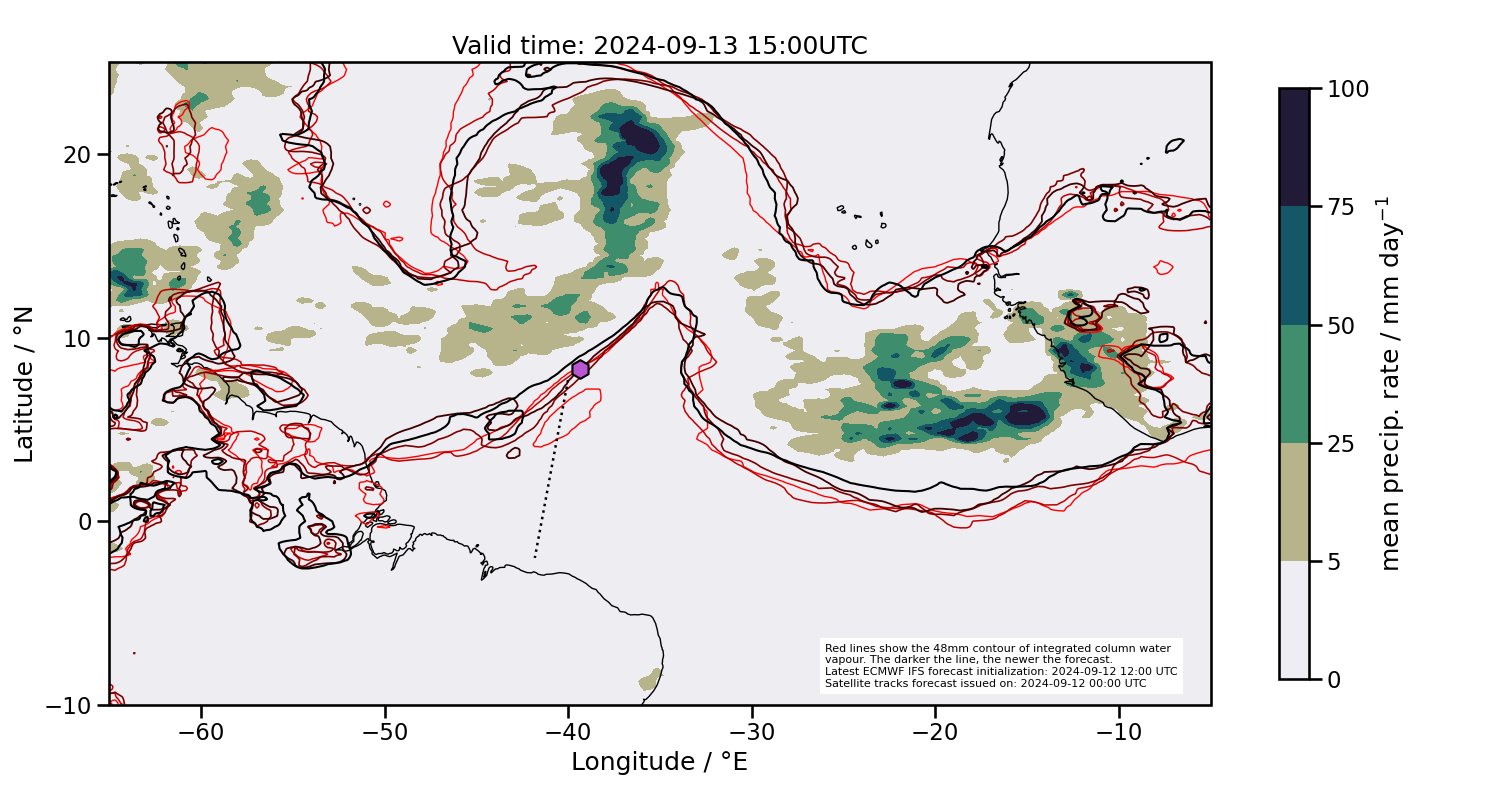 Valid time: 2024-09-13 15:00UTC
Latitude / °N
20
10
0
−10
−60
−50
−40
−30
−20
−10
Longitude / °E
Red lines show the 48mm contour of integrated column water
vapour. The darker the line, the newer the forecast.
Latest ECMWF IFS forecast initialization: 2024-09-12 12:00 UTC
Satellite tracks forecast issued on: 2024-09-12 00:00 UTC
100
75
50
25
5
0
mean precip. rate / mm day⁻¹